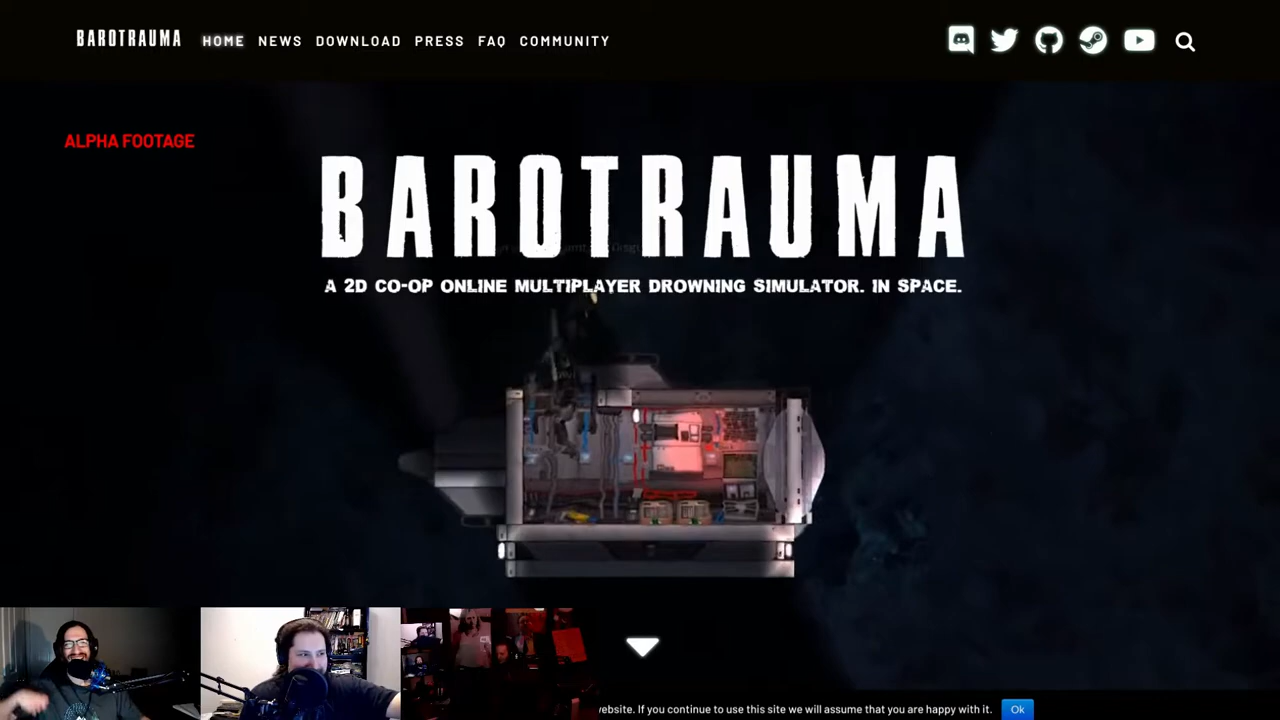 BAROTRAUMA
HOME NEWS DOWNLOAD PRESS FAQ COMMUNITY
ALPHA FOOTAGE
BAROTRAUMA
A 2D CO-OP ONLINE MULTIPLAYER DROWNING SIMULATOR. IN SPACE.
website. If you continue to use this site we will assume that you are happy with it. Ok